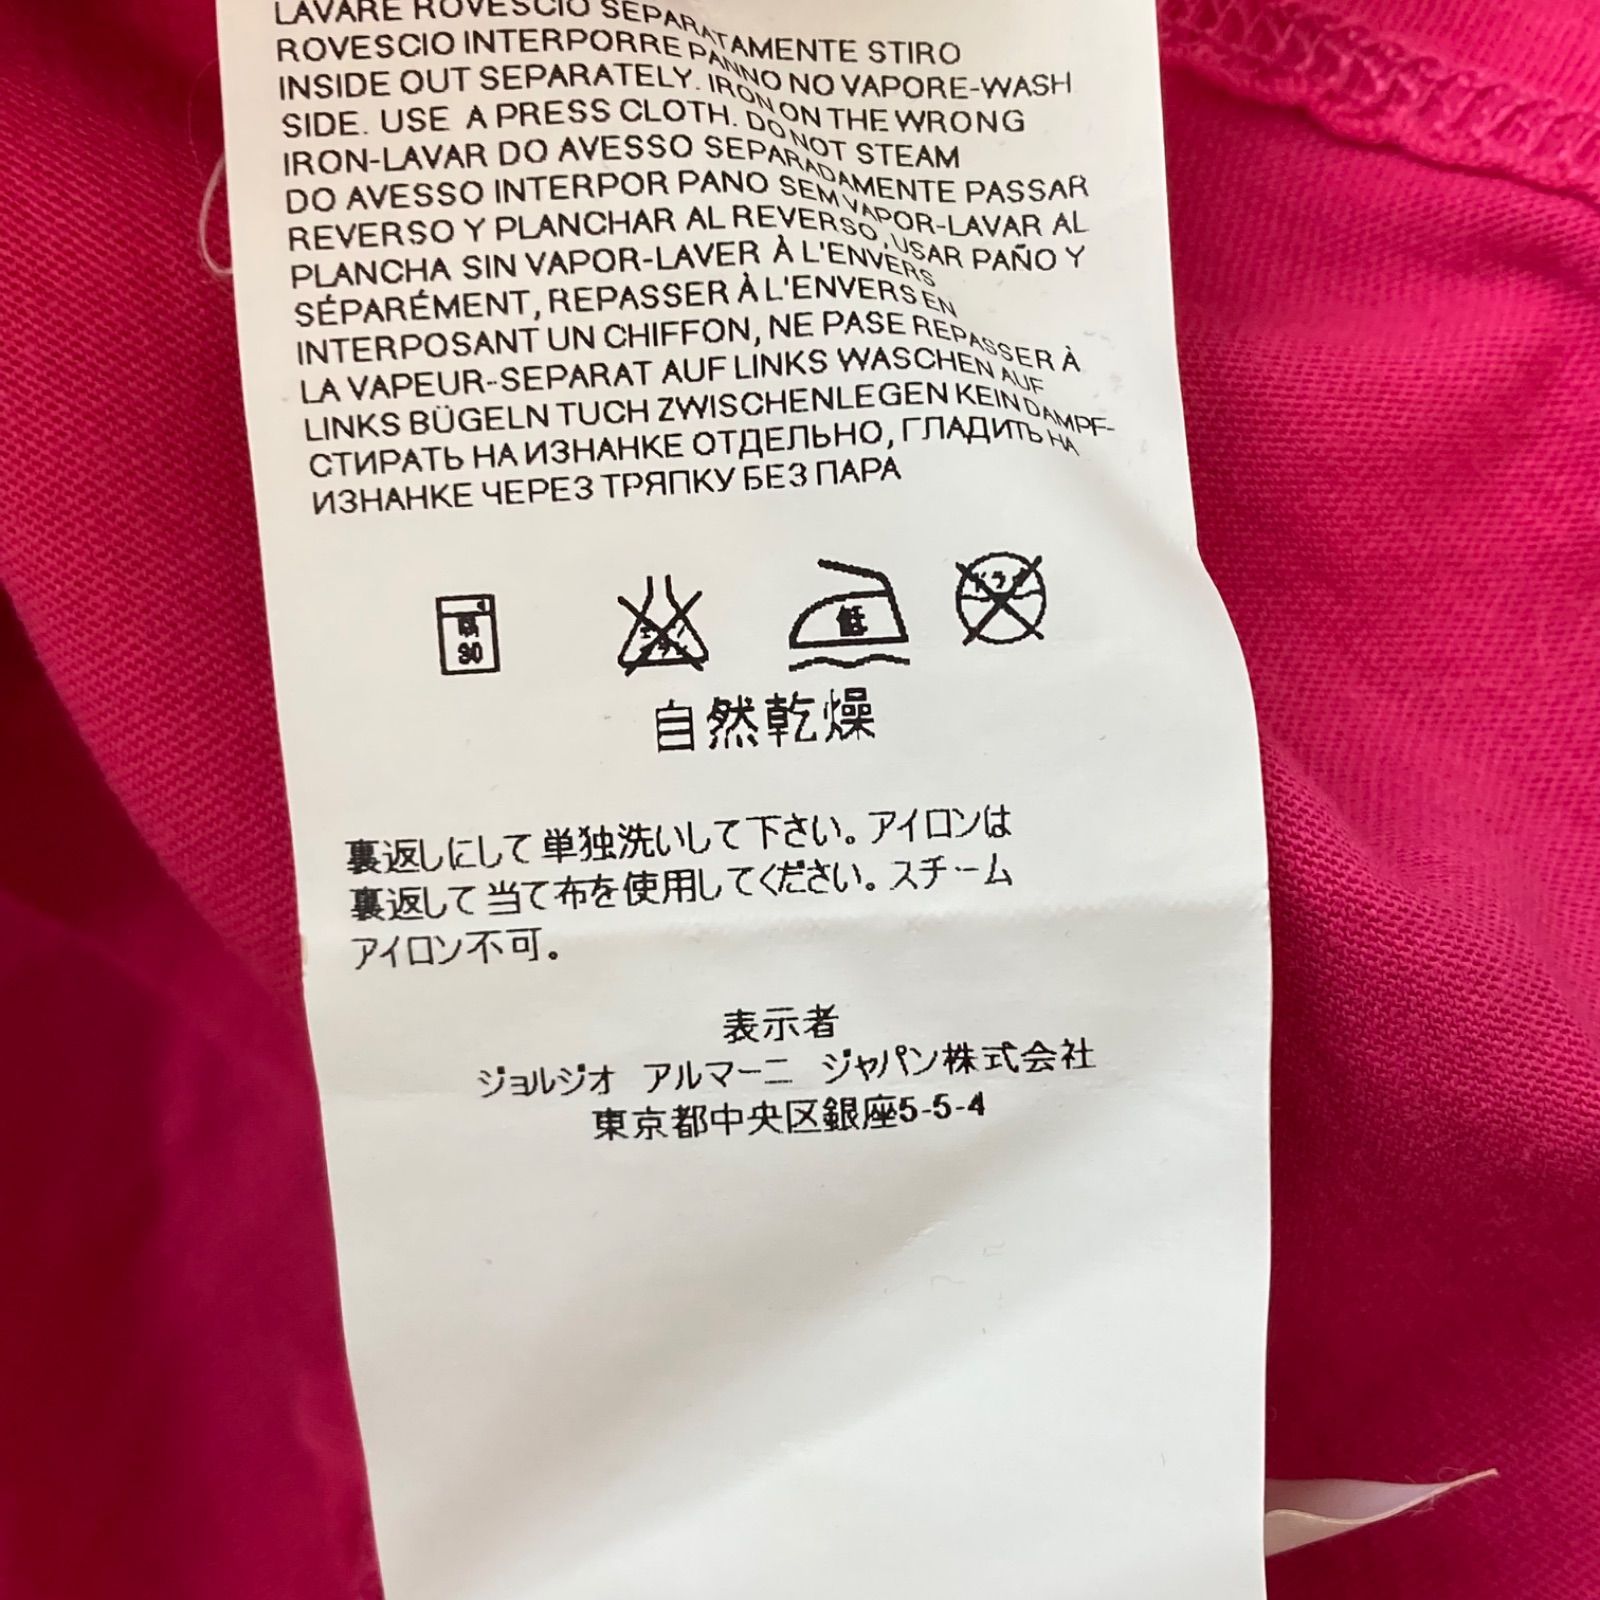 LAVARE ROVESCIO SEPARATAMENTE STIRO
ROVESCIO INTERPORRE PANNO NO VAPORE-WASH
INSIDE OUT SEPARATELY. IRON ON THE WRONG
SIDE. USE A PRESS CLOTH. DO NOT STEAM
IRON-LAVAR DO AVESSO SEPARADAMENTE PASSAR
DO AVESSO INTERPOR PANO SEM VAPOR-LAVAR AL
REVERSO Y PLANCHAR AL REVERSO, USAR PAÑO Y
PLANCHA SIN VAPOR-LAVER À L'ENVERS
SÉPARÉMENT, REPASSER À L'ENVERS EN
INTERPOSANT UN CHIFFON, NE PASE REPASSER À
LA VAPEUR-SEPARAT AUF LINKS WASCHEN AUF
LINKS BÜGELN TUCH ZWISCHENLEGEN KEIN DAMPF-
СТИРАТЬ НА ИЗНАНКЕ ОТДЕЛЬНО, ГЛАДИТЬ НА
ИЗНАНКЕ ЧЕРЕЗ ТРЯПКУ БЕЗ ПАРА
30 低
自然乾燥
裏返しにして単独洗いして下さい。アイロンは
裏返して当て布を使用してください。スチーム
アイロン不可。
表示者
ジョルジオ アルマーニ ジャパン株式会社
東京都中央区銀座5-5-4